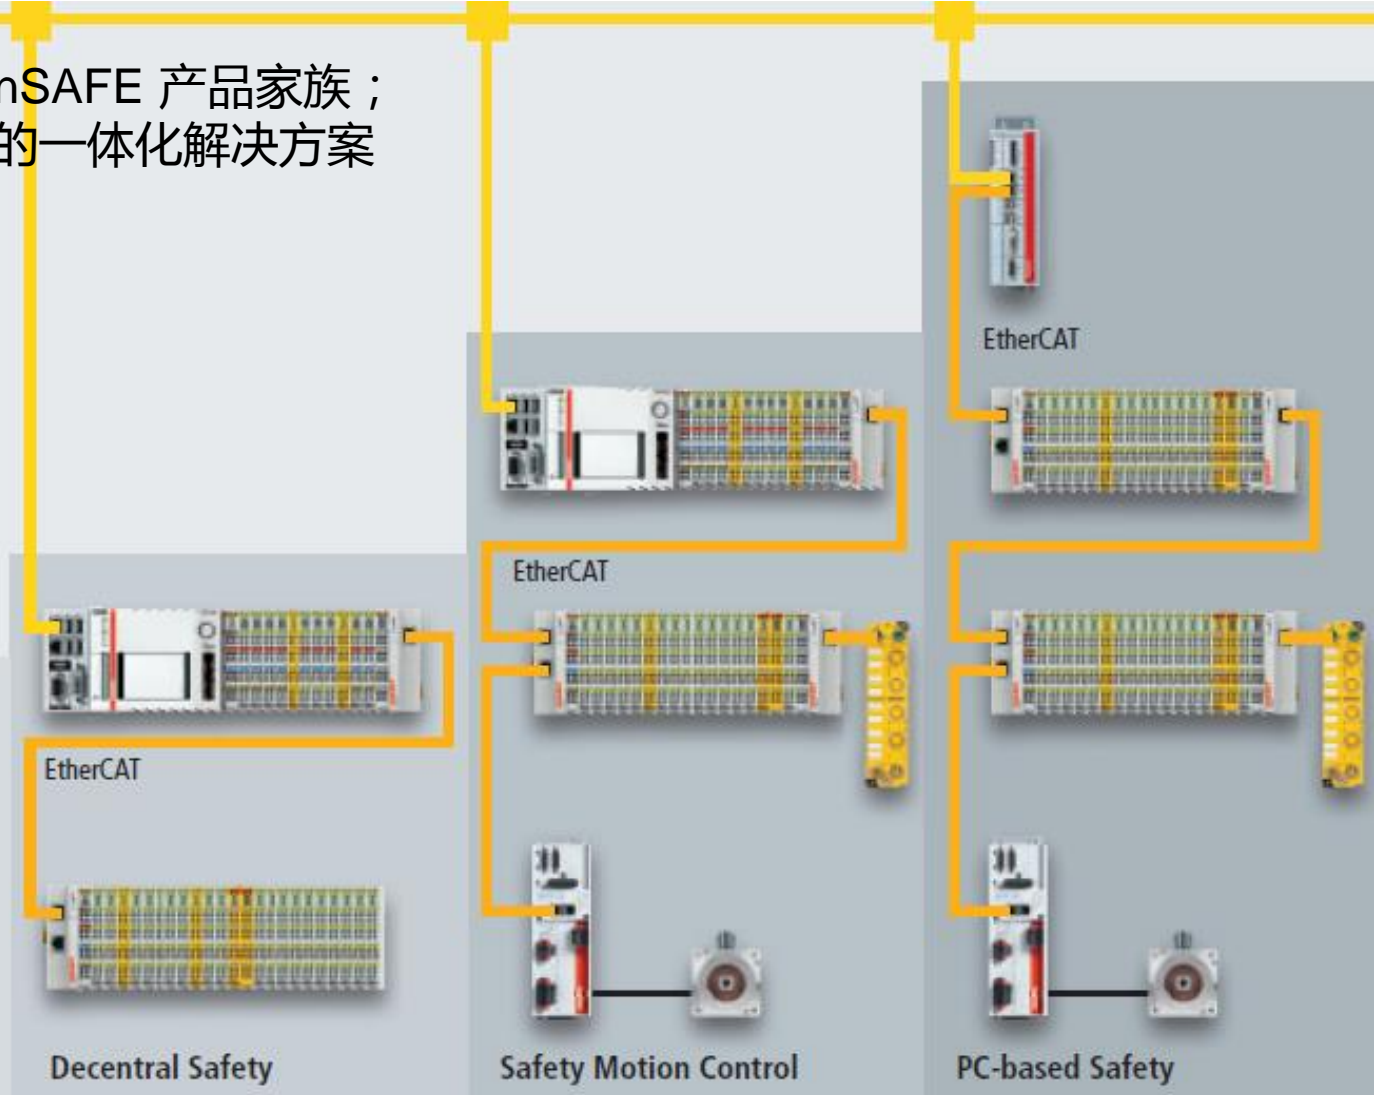 nSAFE 产品家族；
的一体化解决方案
EtherCAT
EtherCAT
EtherCAT
Decentral Safety
Safety Motion Control
PC-based Safety